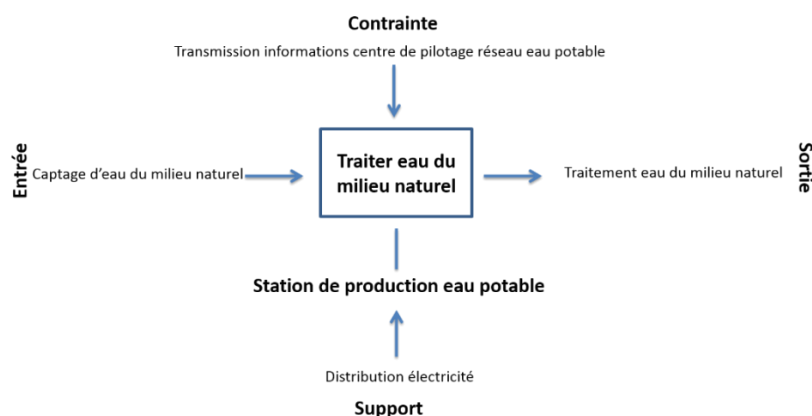 Contrainte
Transmission informations centre de pilotage réseau eau potable
Entrée
Captage d'eau du milieu naturel
Traiter eau du
milieu naturel
Traitement eau du milieu naturel
Sortie
Station de production eau potable
Distribution électricité
Support